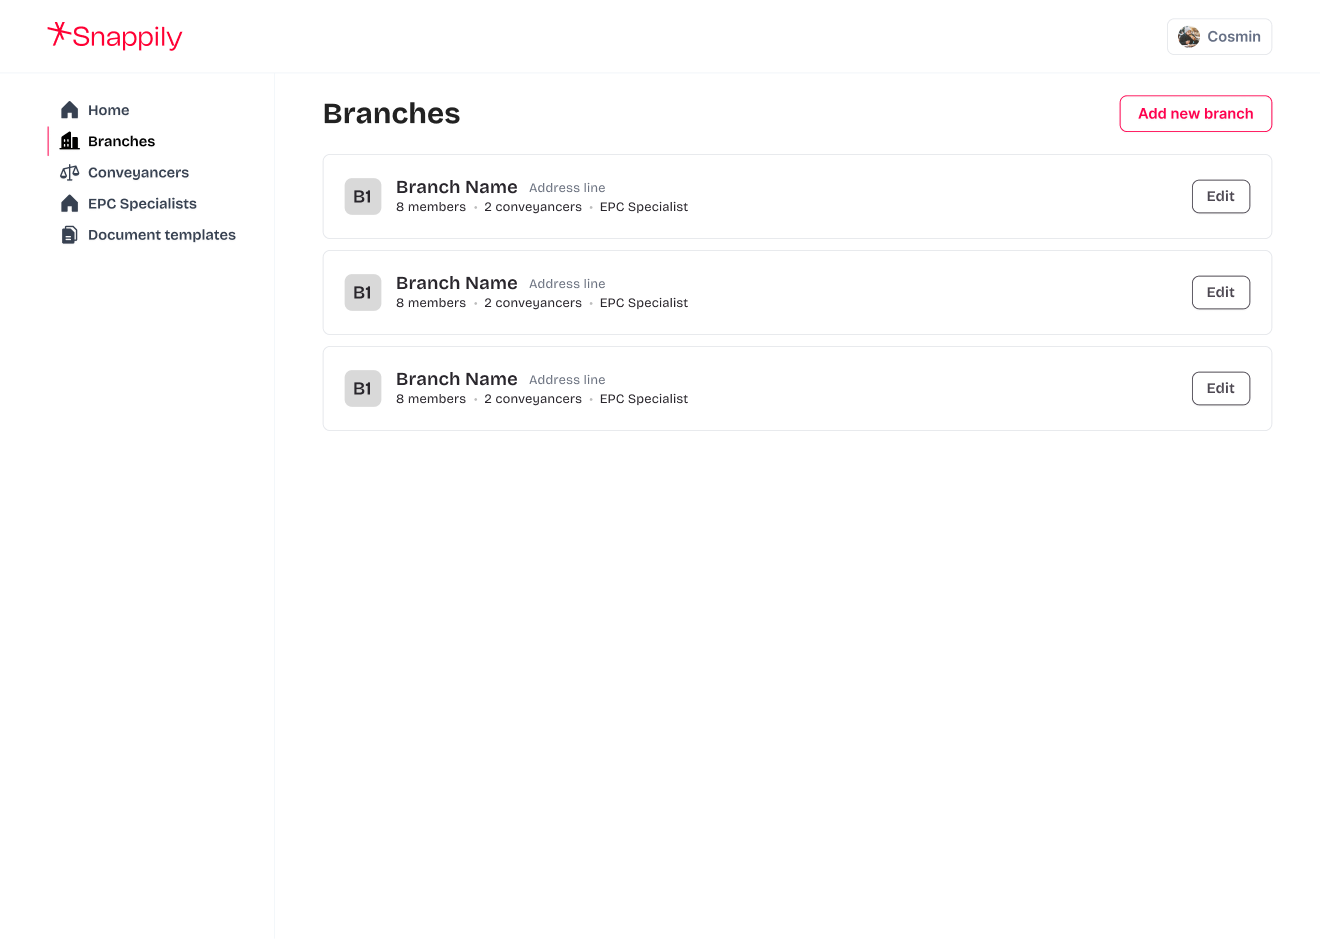 Snappily
Cosmin
Home
Branches
Conveyancers
EPC Specialists
Document templates
Branches
Add new branch
B1
Branch Name Address line
8 members • 2 conveyancers • EPC Specialist
Edit
B1
Branch Name Address line
8 members • 2 conveyancers • EPC Specialist
Edit
B1
Branch Name Address line
8 members • 2 conveyancers • EPC Specialist
Edit